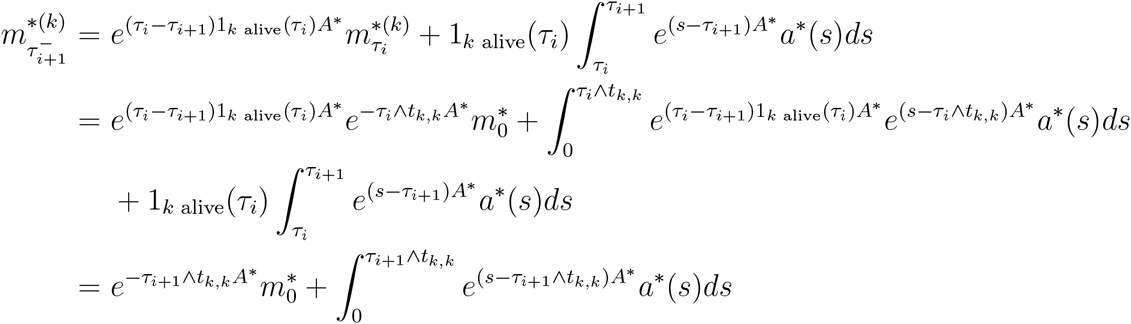 $m^{*(k)}_{\tau^-_{i+1}} = e^{(\tau_i-\tau_{i+1})1_{k\text{ alive}}(\tau_i)A^*} m^{*(k)}_{\tau_i} + 1_{k\text{ alive}}(\tau_i) \int_{\tau_i}^{\tau_{i+1}} e^{(s-\tau_{i+1})A^*} a^*(s)ds$
$= e^{(\tau_i-\tau_{i+1})1_{k\text{ alive}}(\tau_i)A^*} e^{-\tau_i \wedge t_{k,k}A^*} m^*_0 + \int_0^{\tau_i \wedge t_{k,k}} e^{(\tau_i-\tau_{i+1})1_{k\text{ alive}}(\tau_i)A^*} e^{(s-\tau_i \wedge t_{k,k})A^*} a^*(s)ds$
$+ 1_{k\text{ alive}}(\tau_i) \int_{\tau_i}^{\tau_{i+1}} e^{(s-\tau_{i+1})A^*} a^*(s)ds$
$= e^{-\tau_{i+1} \wedge t_{k,k}A^*} m^*_0 + \int_0^{\tau_{i+1} \wedge t_{k,k}} e^{(s-\tau_{i+1} \wedge t_{k,k})A^*} a^*(s)ds$